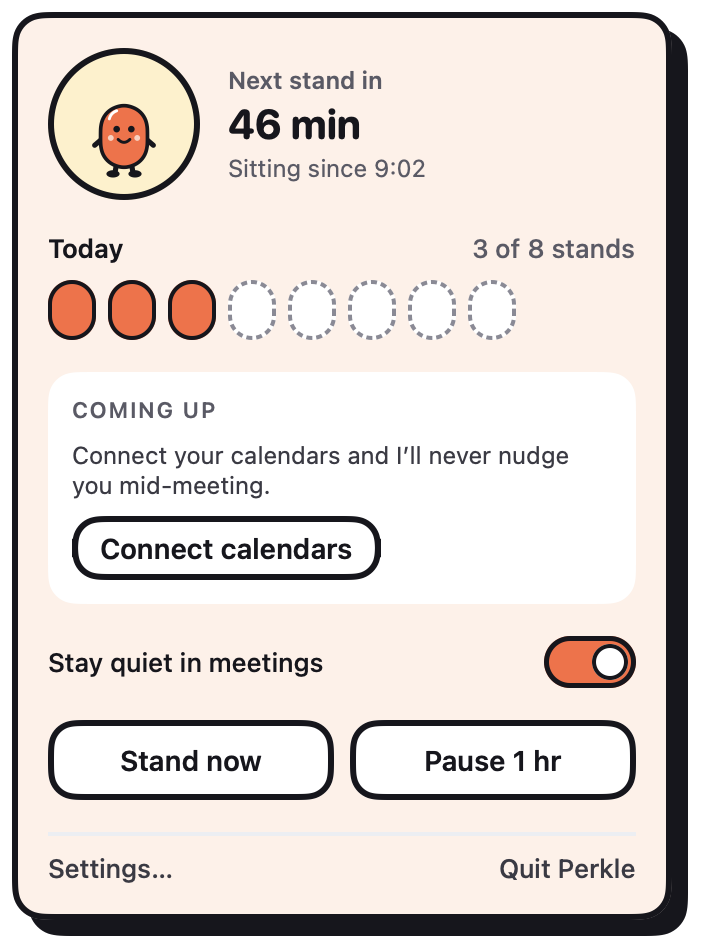 Next stand in
46 min
Sitting since 9:02
Today
3 of 8 stands
COMING UP
Connect your calendars and I’ll never nudge
you mid-meeting.
Connect calendars
Stay quiet in meetings
Stand now
Pause 1 hr
Settings...
Quit Perkle